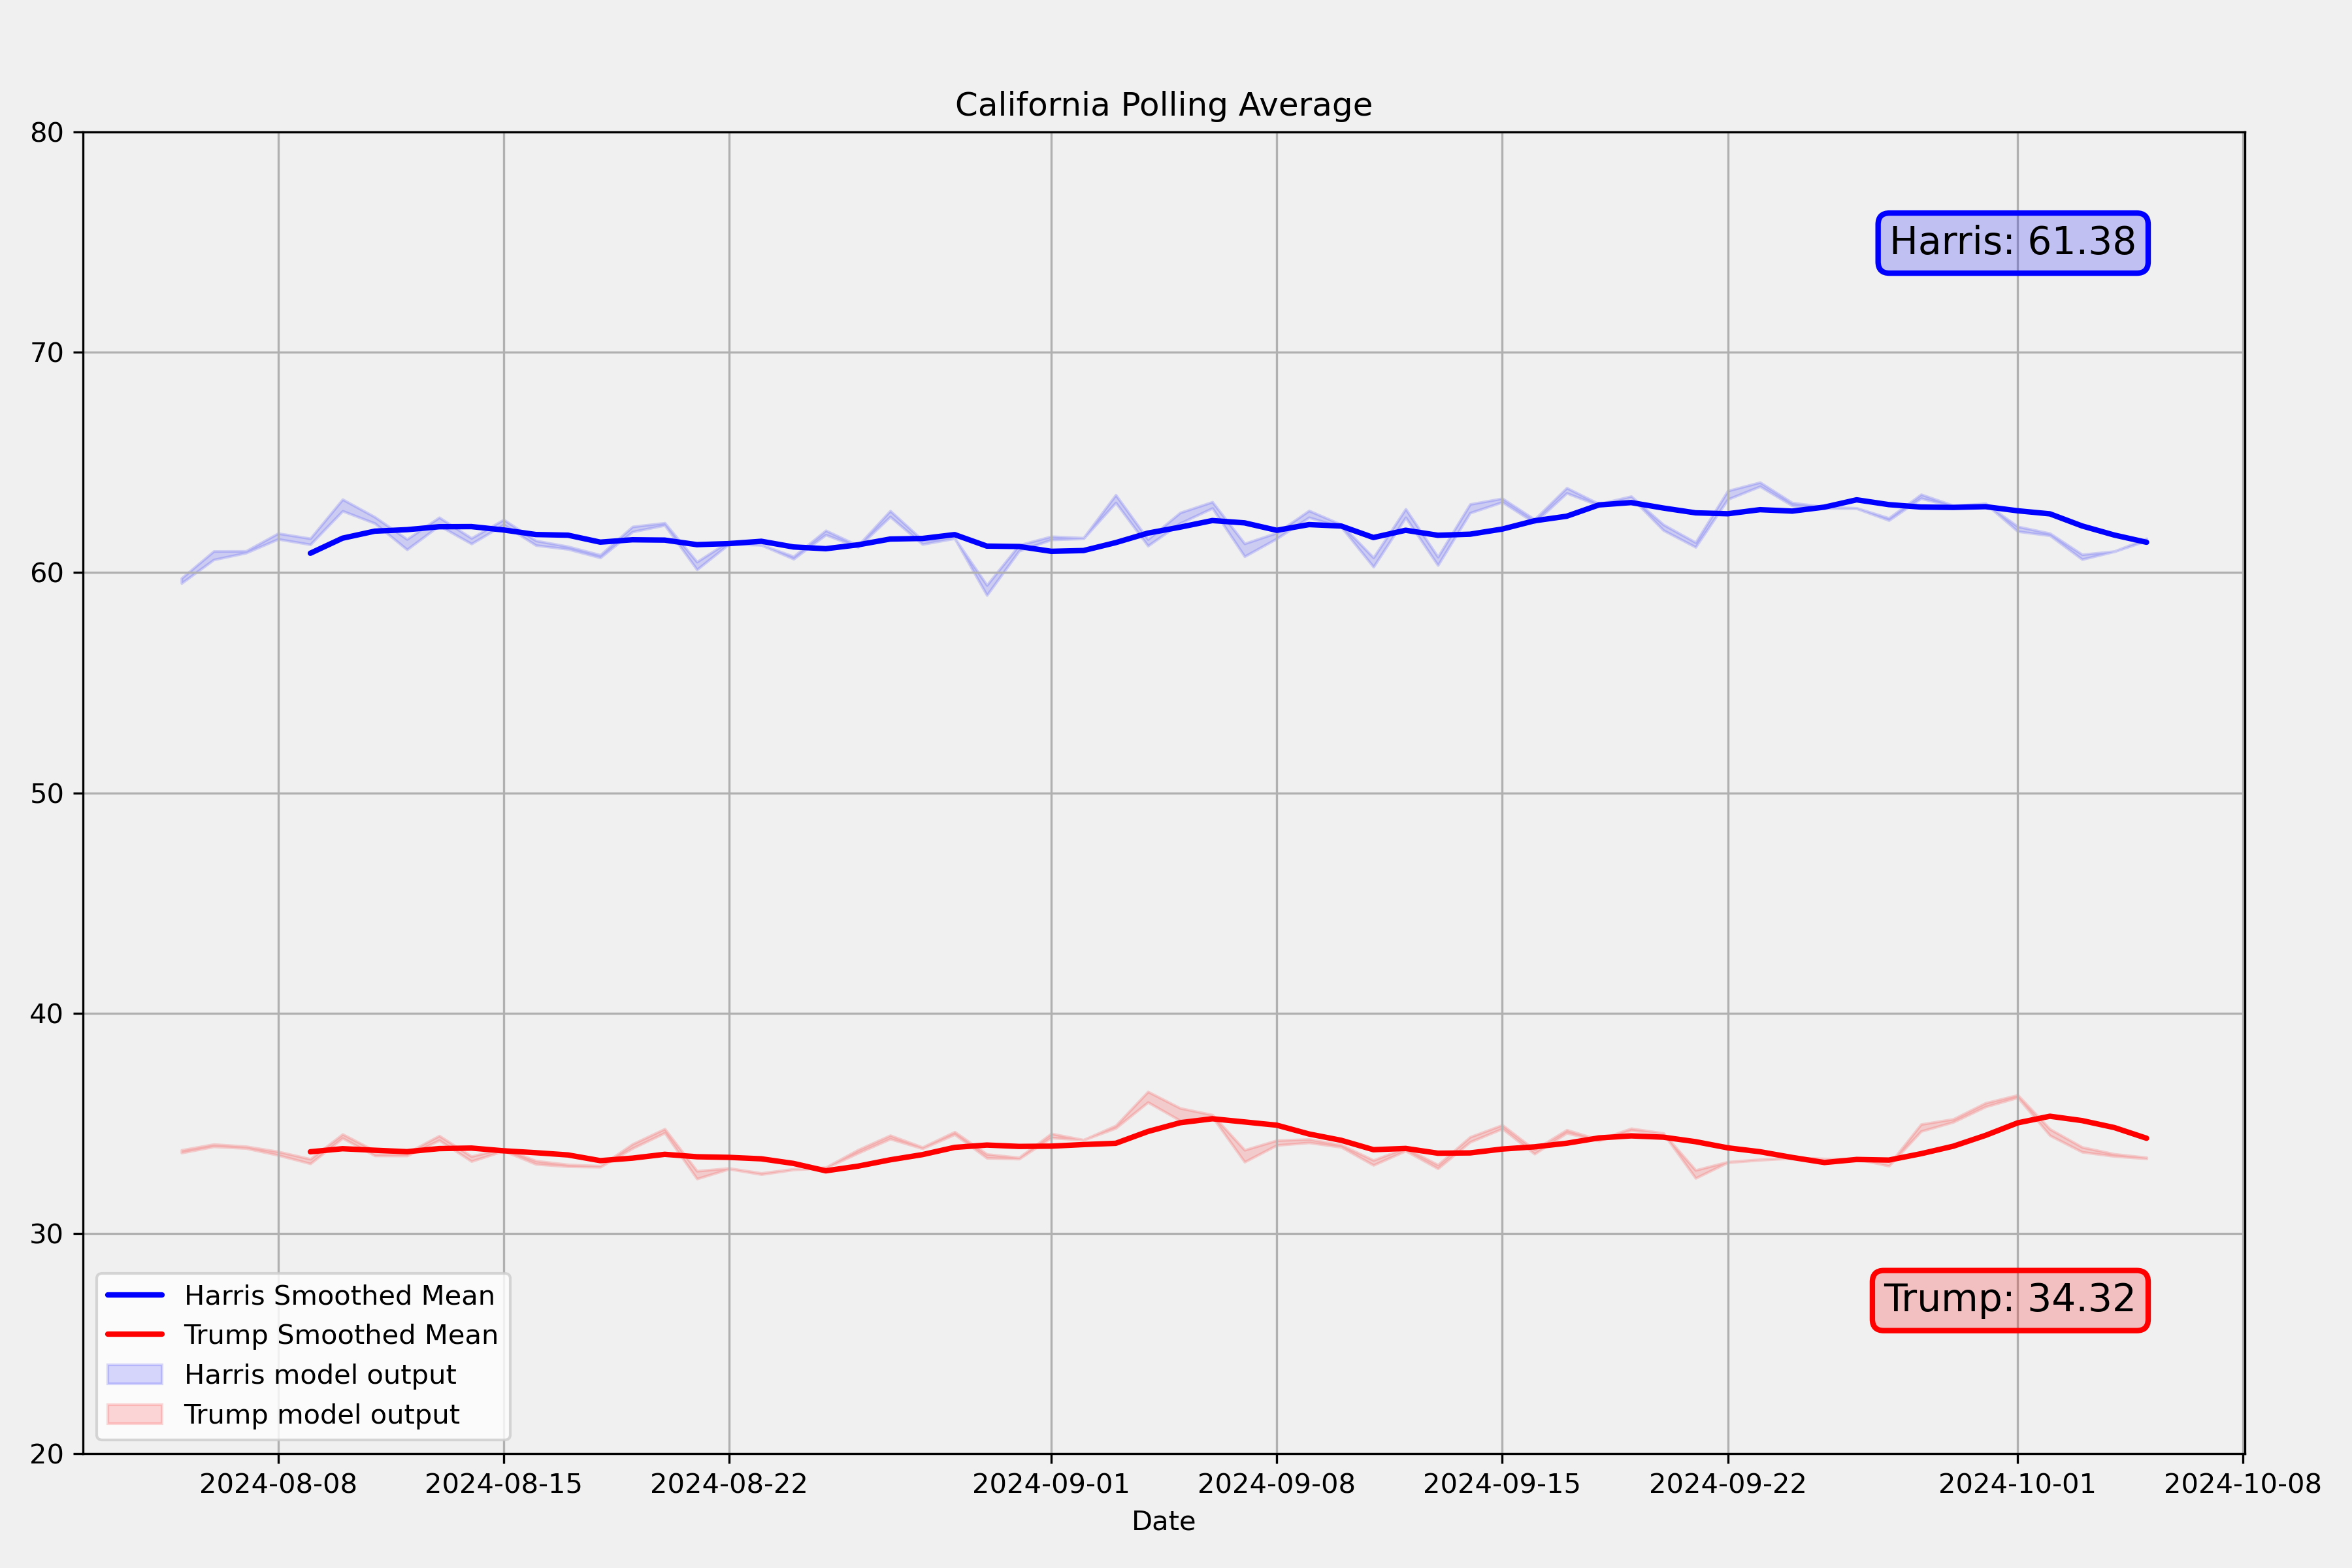 California Polling Average
80
70
60
50
40
30
20
Harris: 61.38
Trump: 34.32
Harris Smoothed Mean
Trump Smoothed Mean
Harris model output
Trump model output
2024-08-08 2024-08-15 2024-08-22 2024-09-01 2024-09-08 2024-09-15 2024-09-22 2024-10-01 2024-10-08
Date